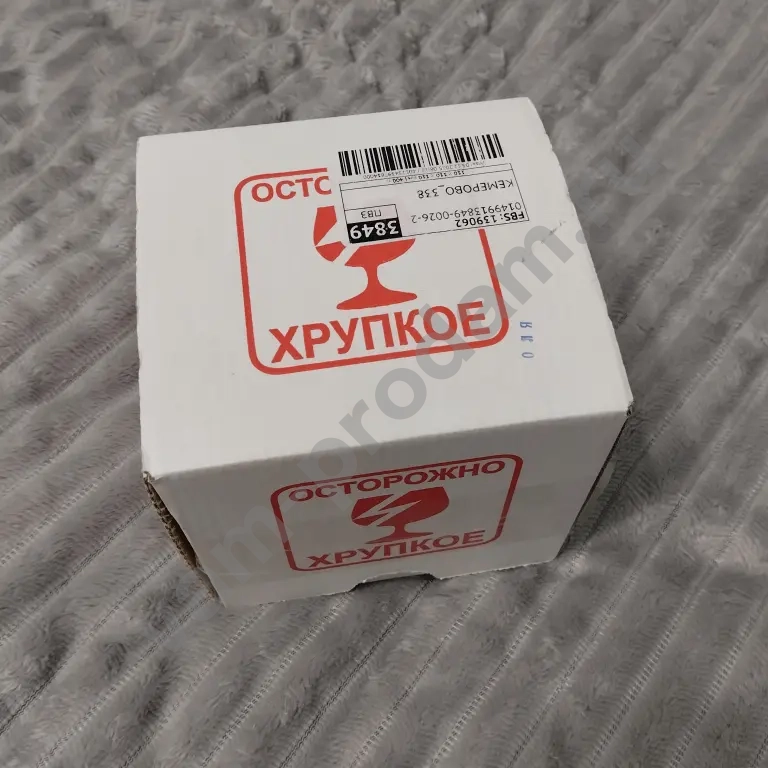 ОСТО
ХРУПКОЕ
FBS: 139062
0149913849-0026-2
КЕМЕРОВО_338
ПВЗ
3849
ОСТОРОЖНО
ХРУПКОЕ